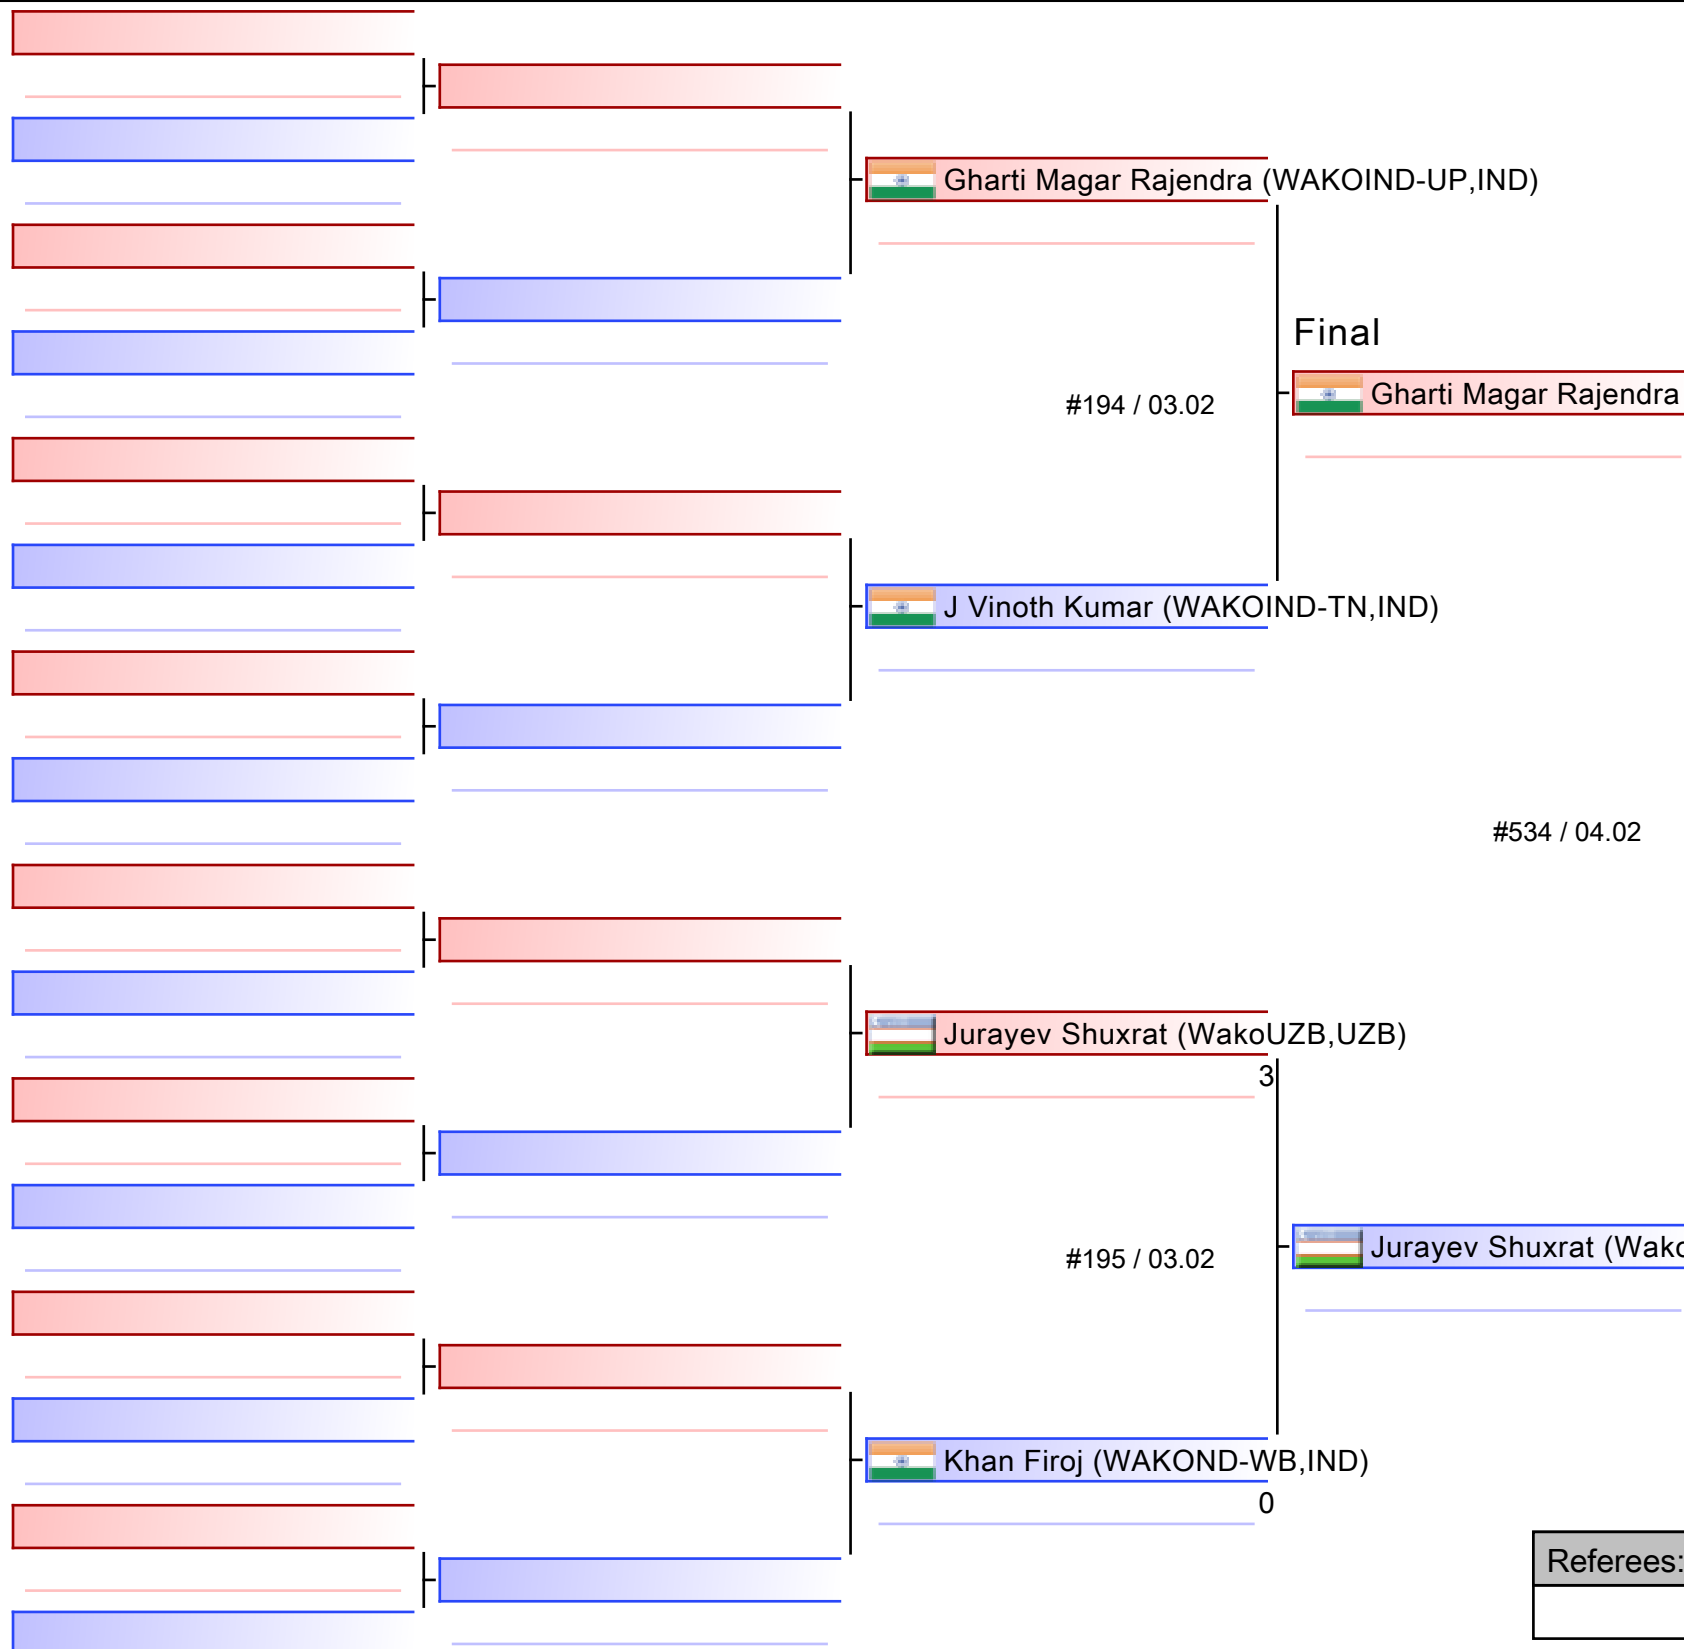 Gharti Magar Rajendra (WAKOIND-UP,IND)
Final
#194 / 03.02
Gharti Magar Rajendra
J Vinoth Kumar (WAKOIND-TN,IND)
#534 / 04.02
Jurayev Shuxrat (WakoUZB,UZB)
3
#195 / 03.02
Jurayev Shuxrat (Wako
Khan Firoj (WAKOND-WB,IND)
0
Referees: